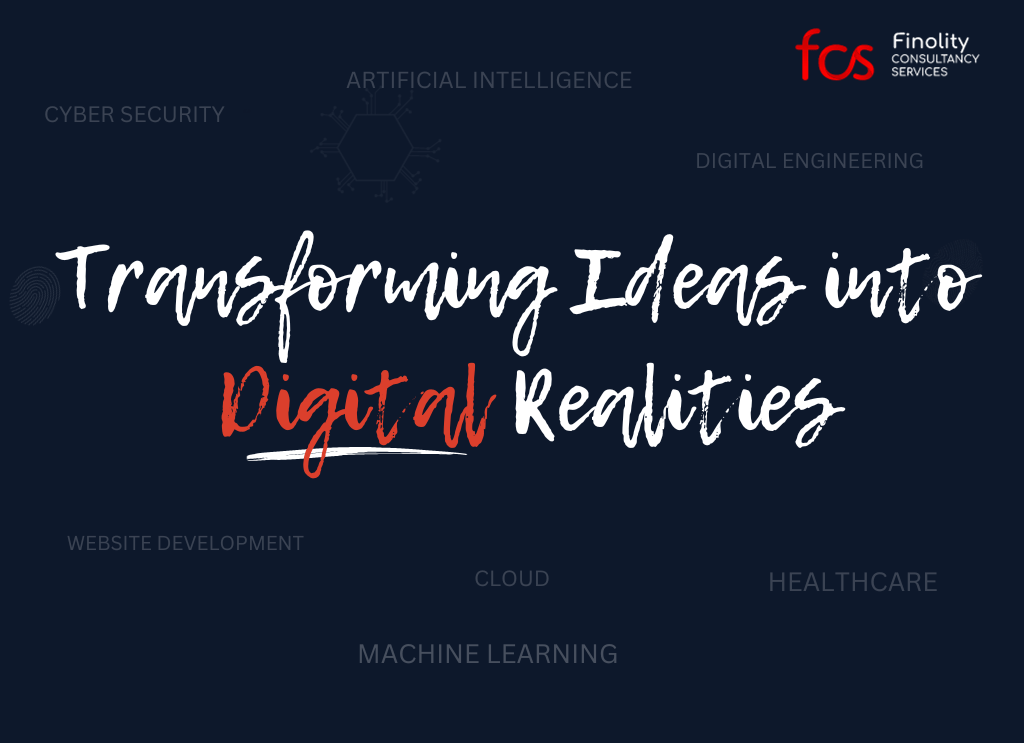 fcs
Finolity
CONSULTANCY
SERVICES
ARTIFICIAL INTELLIGENCE
CYBER SECURITY
DIGITAL ENGINEERING
Transforming Ideas into
Digital Realities
WEBSITE DEVELOPMENT
CLOUD
HEALTHCARE
MACHINE LEARNING